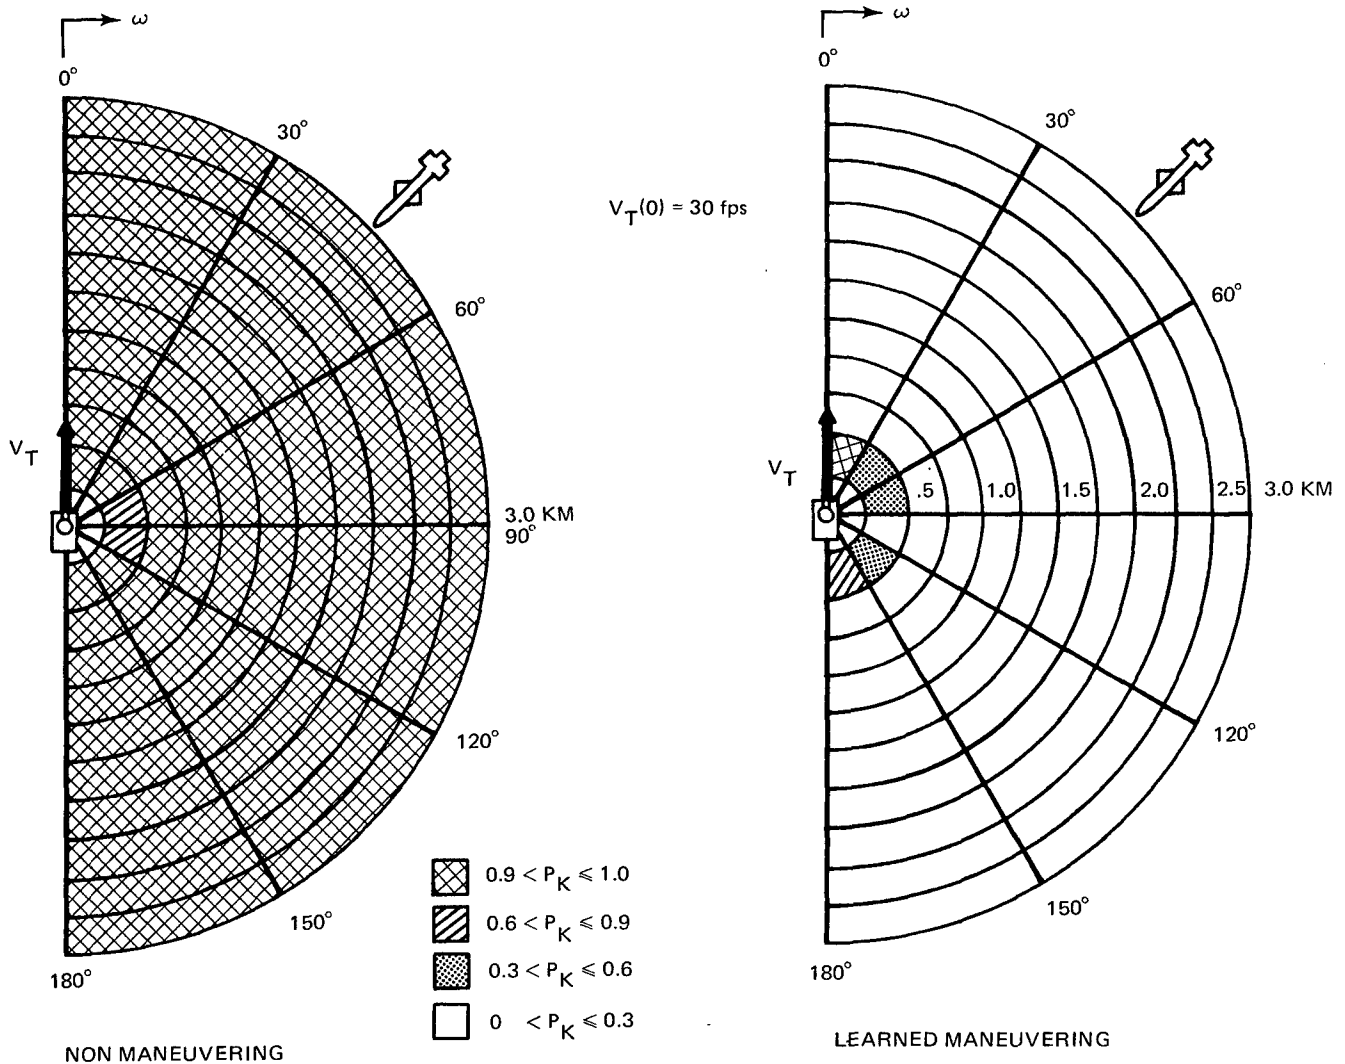 ω
0°
30°
60°
3.0 KM
90°
120°
150°
180°
V_T
NON MANEUVERING
0.9 < P_K ≤ 1.0
0.6 < P_K ≤ 0.9
0.3 < P_K ≤ 0.6
0 < P_K ≤ 0.3
V_T(0) = 30 fps
ω
0°
30°
60°
V_T
.5 1.0 1.5 2.0 2.5 3.0 KM
120°
150°
180°
LEARNED MANEUVERING